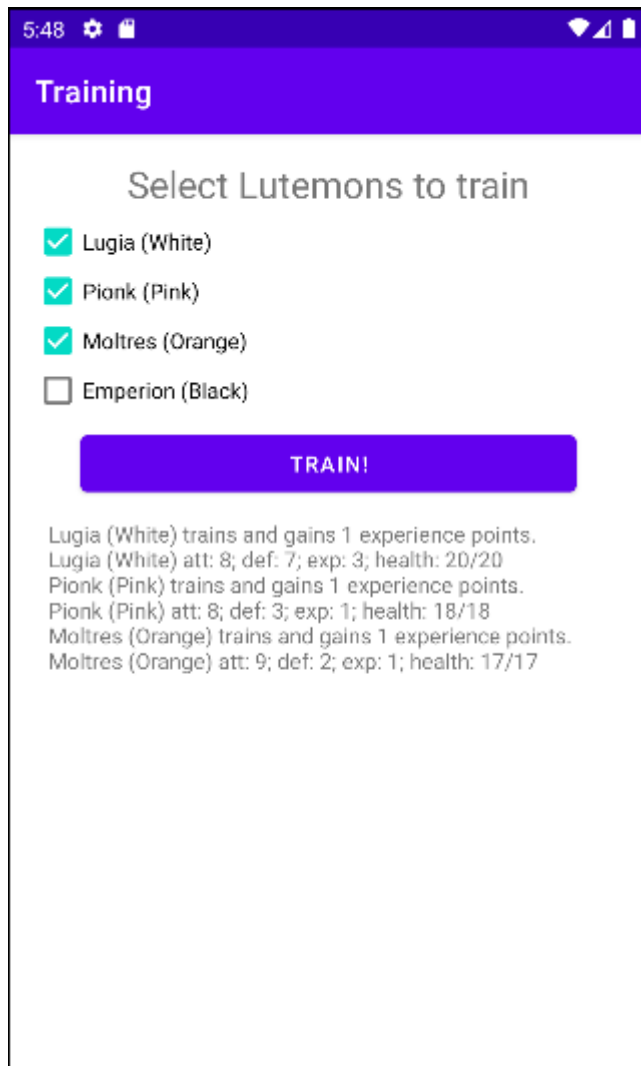 5:48
Training
Select Lutemons to train
Lugia (White)
Pionk (Pink)
Moltres (Orange)
Emperion (Black)
TRAIN!
Lugia (White) trains and gains 1 experience points.
Lugia (White) att: 8; def: 7; exp: 3; health: 20/20
Pionk (Pink) trains and gains 1 experience points.
Pionk (Pink) att: 8; def: 3; exp: 1; health: 18/18
Moltres (Orange) trains and gains 1 experience points.
Moltres (Orange) att: 9; def: 2; exp: 1; health: 17/17